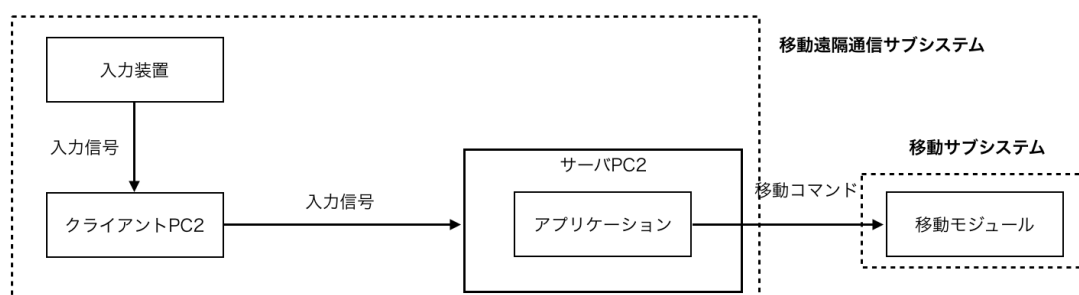 移動遠隔通信サブシステム
入力装置
入力信号
移動サブシステム
サーバPC2
移動コマンド
入力信号
クライアントPC2
アプリケーション
移動モジュール